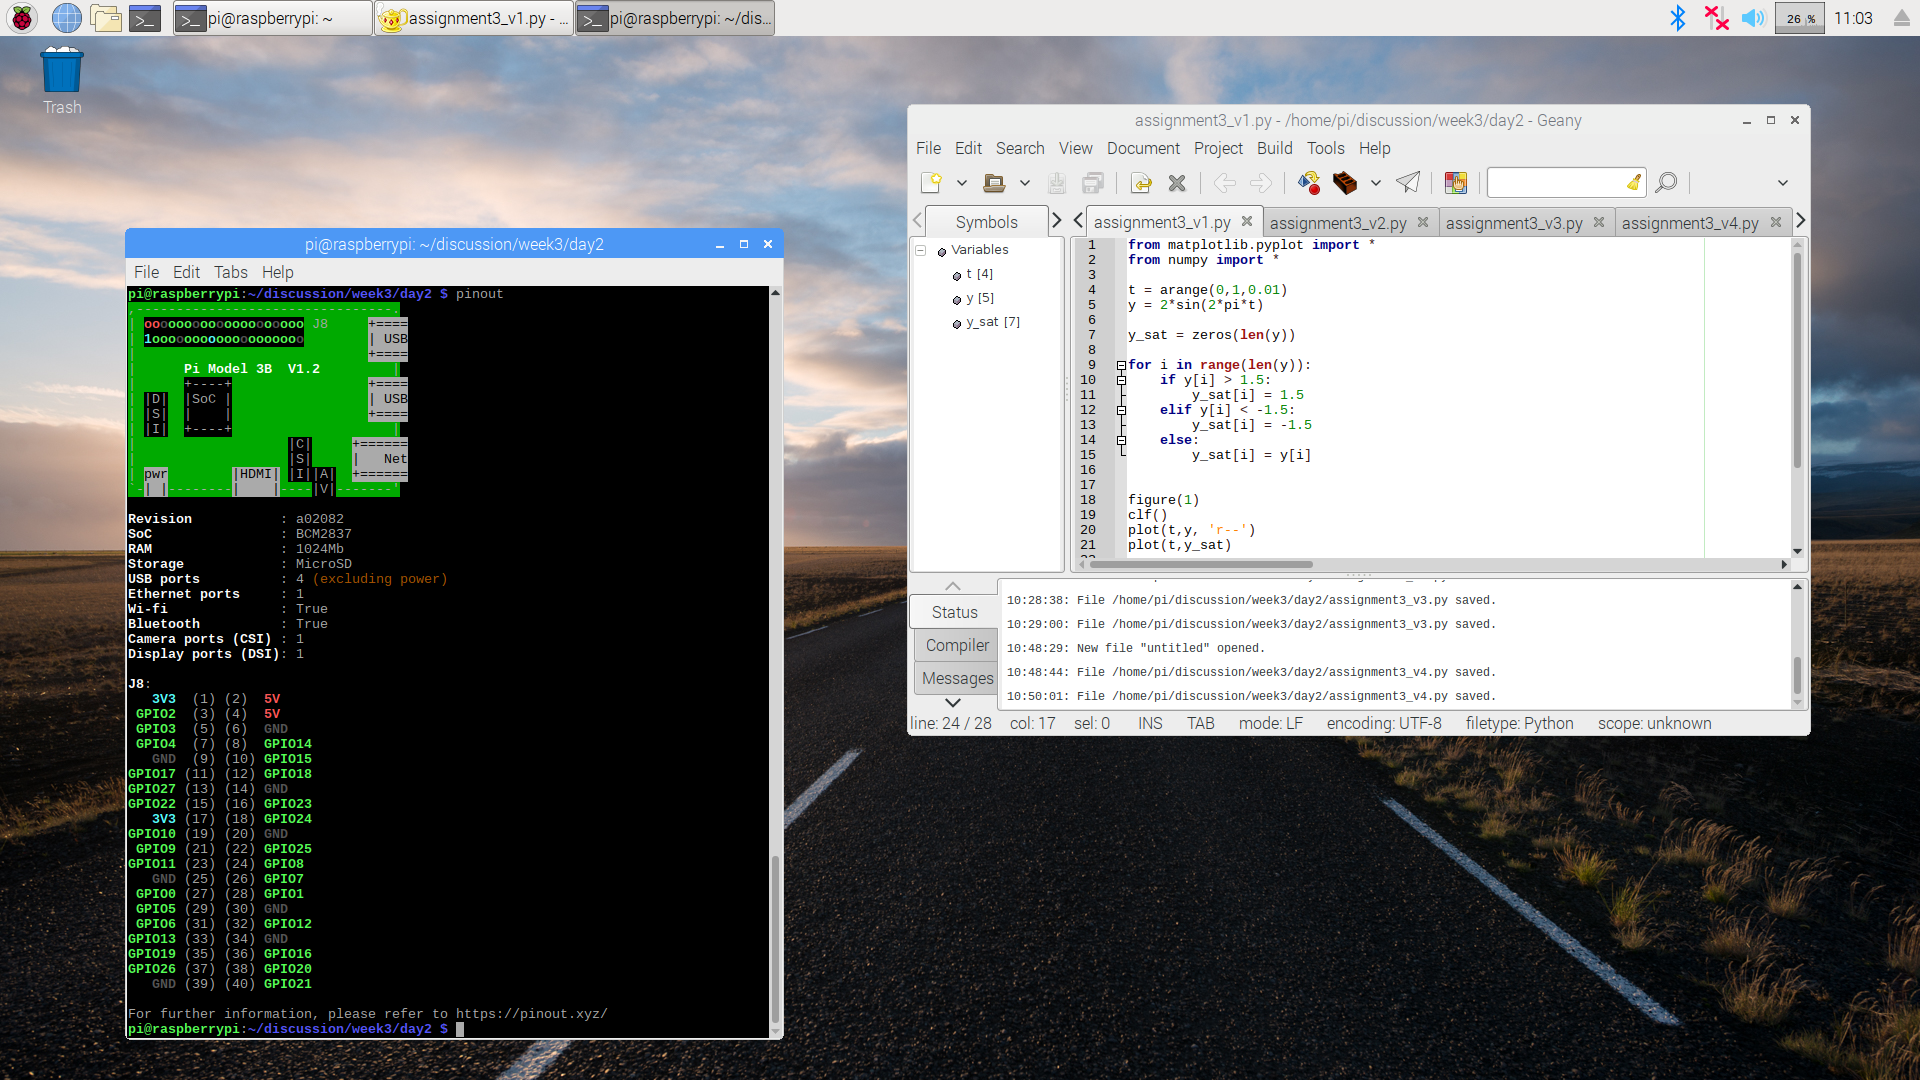 pi@raspberrypi: ~
assignment3_v1.py - ...
pi@raspberrypi: ~/dis...
26 %
11:03
Trash
pi@raspberrypi: ~/discussion/week3/day2
File Edit Tabs Help
pi@raspberrypi:~/discussion/week3/day2 $ pinout
,--------------------------------.
| oooooooooooooooooooo J8     +====
| 1ooooooooooooooooooo        | USB
|                             +====
|      Pi Model 3B  V1.2      |
|      +----+                 +====
| |D|  |SoC |                 | USB
| |S|  |    |                 +====
| |I|  +----+                 |
|                   |C|     +======
|                   |S|     |   Net
| pwr        |HDMI| |I||A|  +======
`-| |--------|    |----|V|-------'
Revision : a02082
SoC : BCM2837
RAM : 1024Mb
Storage : MicroSD
USB ports : 4 (excluding power)
Ethernet ports : 1
Wi-fi : True
Bluetooth : True
Camera ports (CSI) : 1
Display ports (DSI): 1
J8:
3V3 (1) (2) 5V
GPIO2 (3) (4) 5V
GPIO3 (5) (6) GND
GPIO4 (7) (8) GPIO14
GND (9) (10) GPIO15
GPIO17 (11) (12) GPIO18
GPIO27 (13) (14) GND
GPIO22 (15) (16) GPIO23
3V3 (17) (18) GPIO24
GPIO10 (19) (20) GND
GPIO9 (21) (22) GPIO25
GPIO11 (23) (24) GPIO8
GND (25) (26) GPIO7
GPIO0 (27) (28) GPIO1
GPIO5 (29) (30) GND
GPIO6 (31) (32) GPIO12
GPIO13 (33) (34) GND
GPIO19 (35) (36) GPIO16
GPIO26 (37) (38) GPIO20
GND (39) (40) GPIO21
For further information, please refer to https://pinout.xyz/
pi@raspberrypi:~/discussion/week3/day2 $
assignment3_v1.py - /home/pi/discussion/week3/day2 - Geany
File Edit Search View Document Project Build Tools Help
Symbols
assignment3_v1.py assignment3_v2.py assignment3_v3.py assignment3_v4.py
Variables
t [4]
y [5]
y_sat [7]
1 from matplotlib.pyplot import *
2 from numpy import *
3
4 t = arange(0,1,0.01)
5 y = 2*sin(2*pi*t)
6
7 y_sat = zeros(len(y))
8
9 for i in range(len(y)):
10 if y[i] > 1.5:
11 y_sat[i] = 1.5
12 elif y[i] < -1.5:
13 y_sat[i] = -1.5
14 else:
15 y_sat[i] = y[i]
16
17
18 figure(1)
19 clf()
20 plot(t,y, 'r--')
21 plot(t,y_sat)
Status
Compiler
Messages
10:28:38: File /home/pi/discussion/week3/day2/assignment3_v3.py saved.
10:29:00: File /home/pi/discussion/week3/day2/assignment3_v3.py saved.
10:48:29: New file "untitled" opened.
10:48:44: File /home/pi/discussion/week3/day2/assignment3_v4.py saved.
10:50:01: File /home/pi/discussion/week3/day2/assignment3_v4.py saved.
line: 24 / 28 col: 17 sel: 0 INS TAB mode: LF encoding: UTF-8 filetype: Python scope: unknown